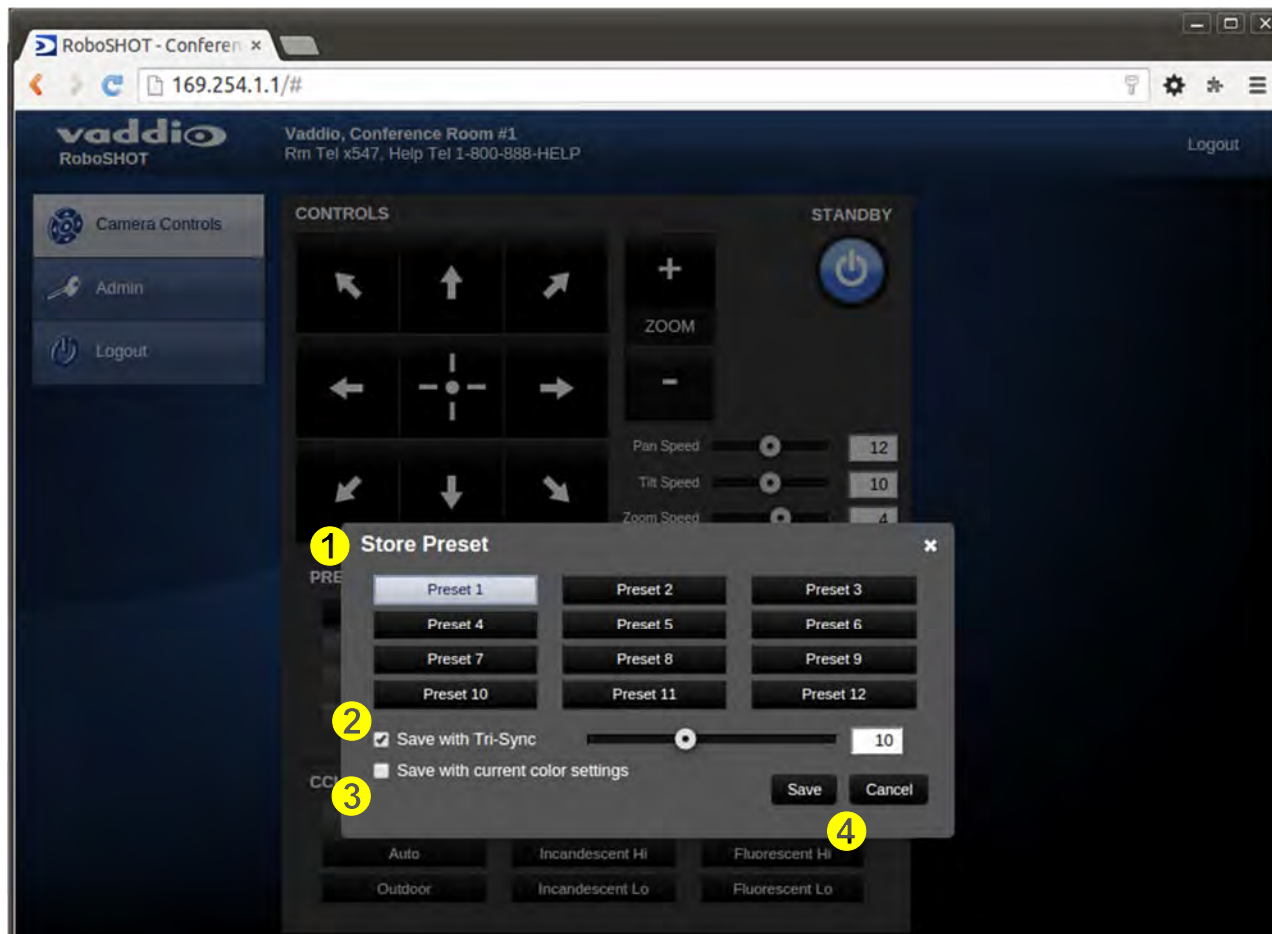 RoboSHOT - Conferen ×
169.254.1.1/#
vaddio
RoboSHOT
Vaddio, Conference Room #1
Rm Tel x547, Help Tel 1-800-888-HELP
Logout
Camera Controls
Admin
Logout
CONTROLS
STANDBY
+
ZOOM
-
Pan Speed 12
Tilt Speed 10
Zoom Speed 4
1 Store Preset ×
PRE
Preset 1 Preset 2 Preset 3
Preset 4 Preset 5 Preset 6
Preset 7 Preset 8 Preset 9
Preset 10 Preset 11 Preset 12
2 Save with Tri-Sync 10
3 Save with current color settings
Save Cancel
4
Auto Incandescent Hi Fluorescent Hi
Outdoor Incandescent Lo Fluorescent Lo